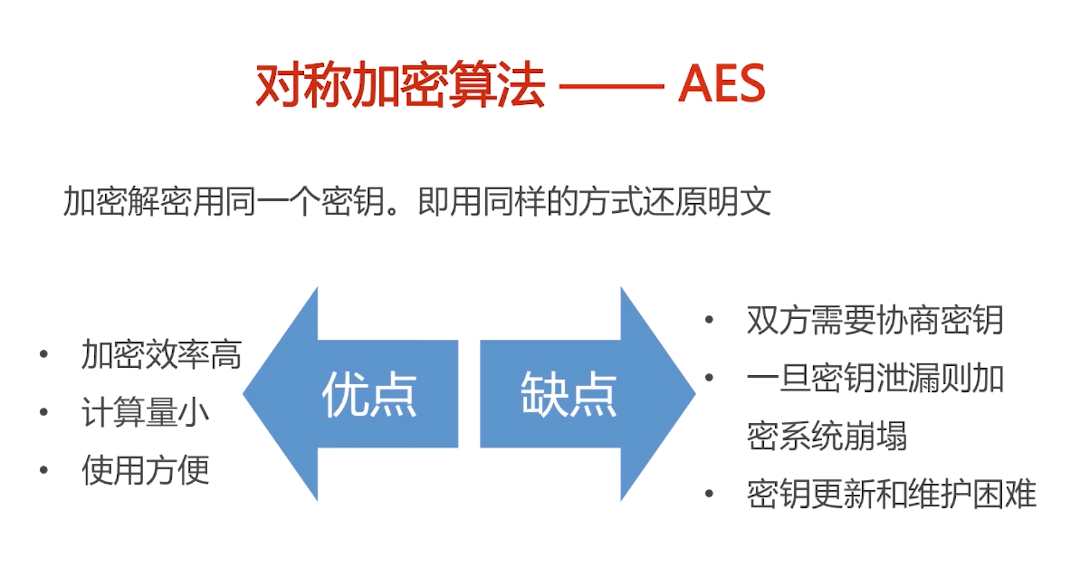 对称加密算法 —— AES
加密解密用同一个密钥。即用同样的方式还原明文
• 加密效率高
• 计算量小
• 使用方便
优点
缺点
• 双方需要协商密钥
• 一旦密钥泄漏则加
密系统崩塌
• 密钥更新和维护困难